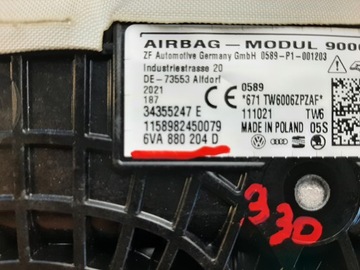 AIRBAG – MODUL 9000
ZF Automotive Germany GmbH 0589-P1-001203
Industriestrasse 20
DE-73553 Alfdorf
2021
187
CE 0589
*671 TW6006ZPZAF*
34355247 E
111021 TW6
1158982450079
MADE IN POLAND 05S
6VA 880 204 D
330